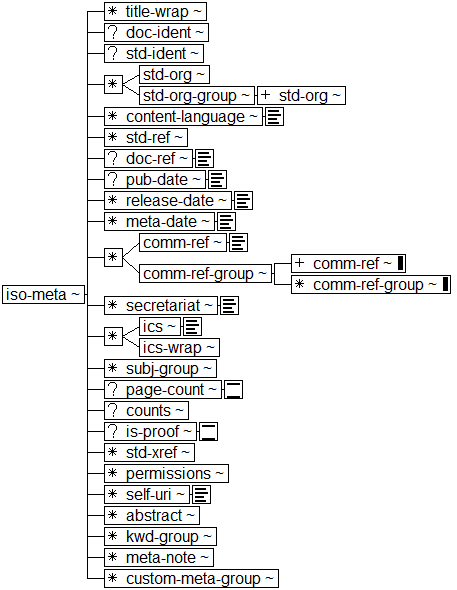 * title-wrap ~
? doc-ident ~
? std-ident ~
* std-org ~
std-org-group ~ + std-org ~
* content-language ~
* std-ref ~
? doc-ref ~
? pub-date ~
* release-date ~
* meta-date ~
* comm-ref ~
comm-ref-group ~ + comm-ref ~
* comm-ref-group ~
iso-meta ~
* secretariat ~
* ics ~
ics-wrap ~
* subj-group ~
? page-count ~
? counts ~
? is-proof ~
* std-xref ~
* permissions ~
* self-uri ~
* abstract ~
* kwd-group ~
* meta-note ~
* custom-meta-group ~